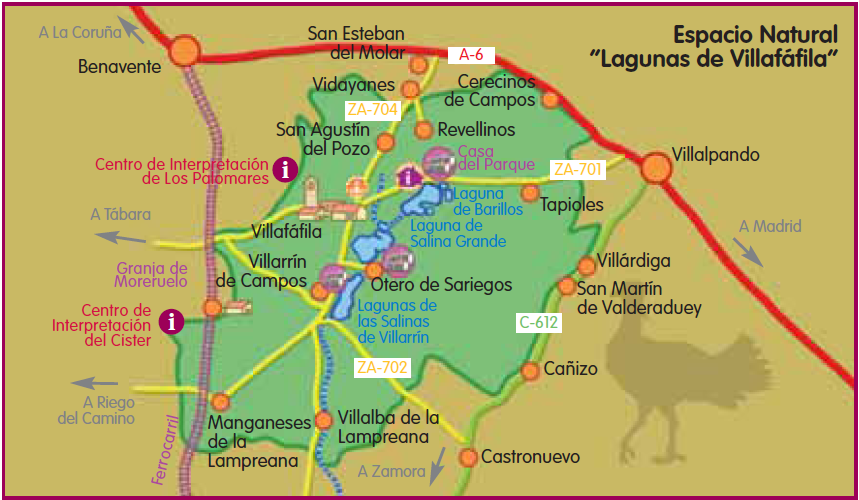 Espacio Natural
"Lagunas de Villafáfila"
A La Coruña
Benavente
San Esteban
del Molar
A-6
Vidayanes
Cerecinos
de Campos
ZA-704
San Agustín
del Pozo
Revellinos
Casa
del Parque
Villalpando
Centro de Interpretación
de Los Palomares
i
i
ZA-701
Laguna
de Barillos
Tapioles
A Tábara
Villafáfila
Laguna de
Salina Grande
A Madrid
Granja de
Moreruelo
Villarrín
de Campos
Otero de Sariegos
Villárdiga
San Martín
de Valderaduey
Centro de
Interpretación
del Cister
i
Lagunas de
las Salinas
de Villarrín
C-612
ZA-702
Cañizo
A Riego
del Camino
Manganeses
de la
Lampreana
Villalba de la
Lampreana
Ferrocarril
A Zamora
Castronuevo